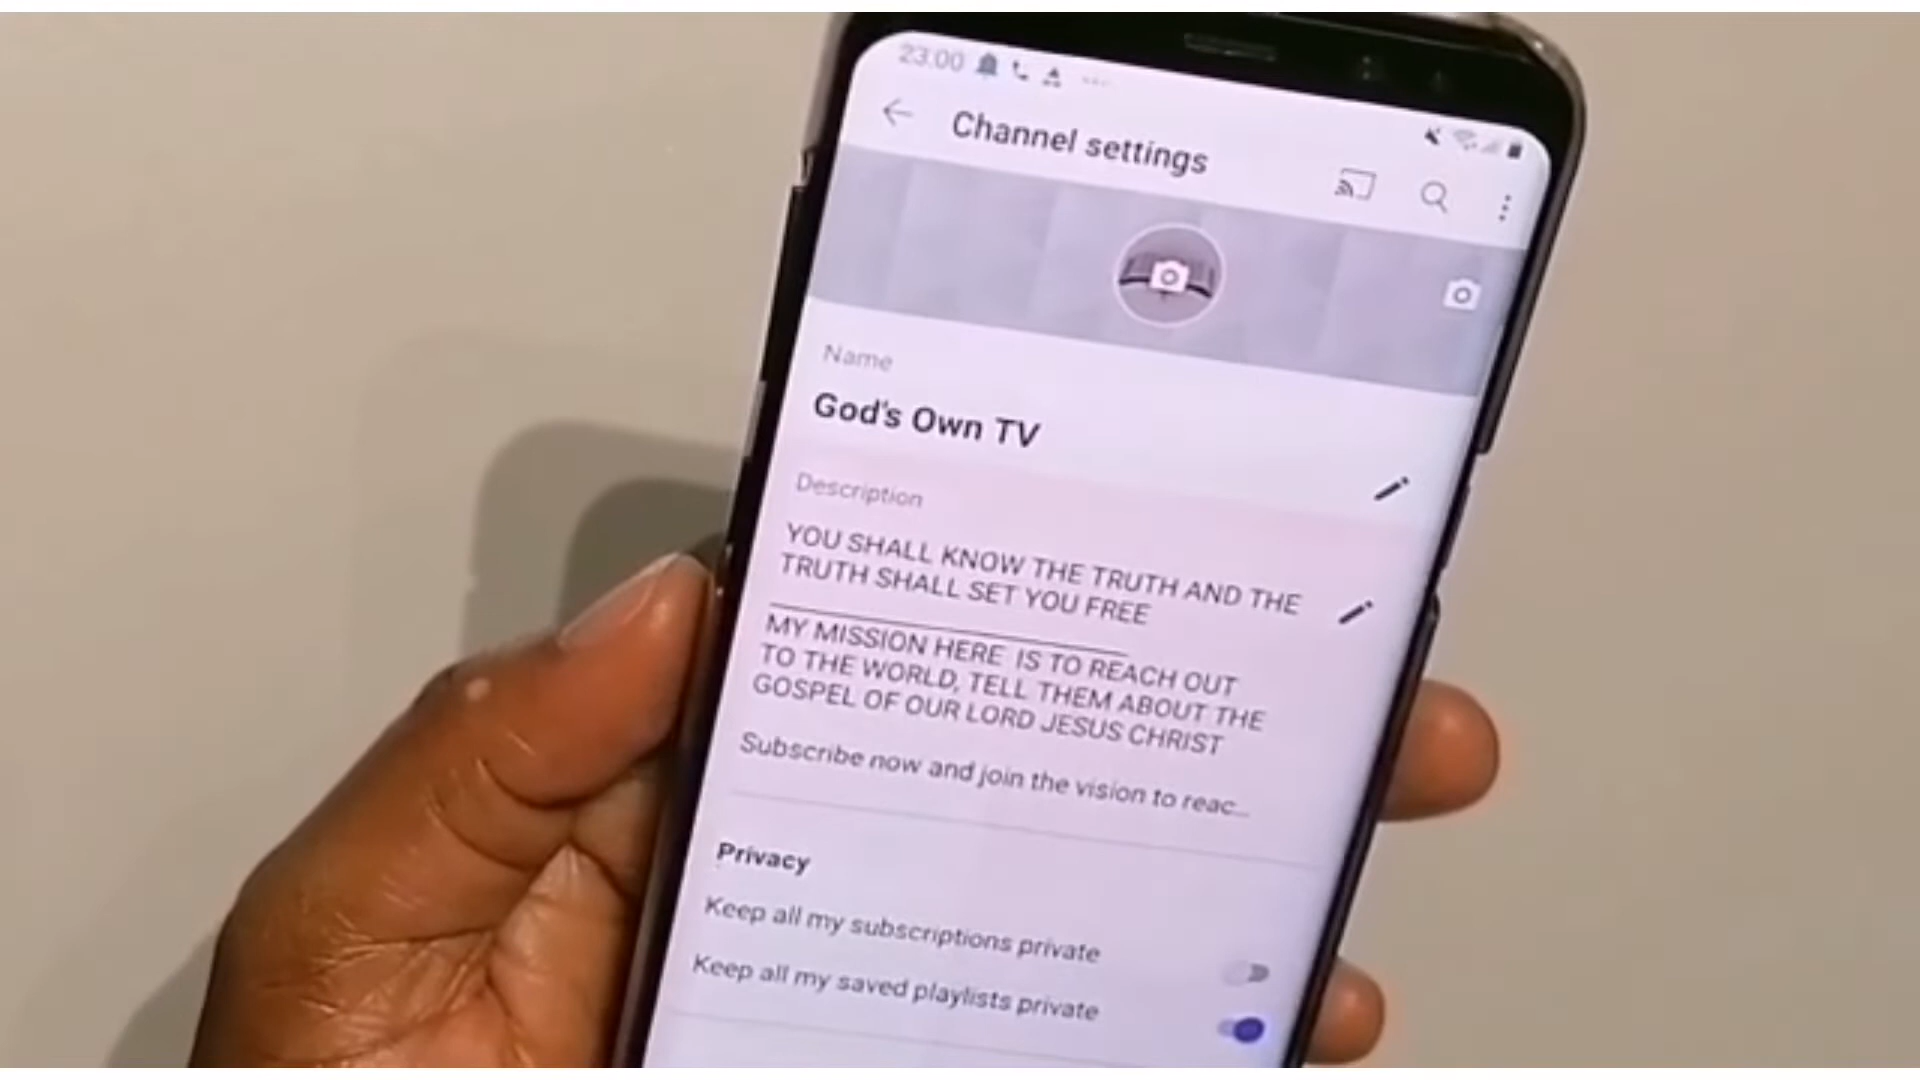 23:00
Channel settings
Name
God's Own TV
Description
YOU SHALL KNOW THE TRUTH AND THE
TRUTH SHALL SET YOU FREE
MY MISSION HERE IS TO REACH OUT
TO THE WORLD, TELL THEM ABOUT THE
GOSPEL OF OUR LORD JESUS CHRIST
Subscribe now and join the vision to reac...
Privacy
Keep all my subscriptions private
Keep all my saved playlists private